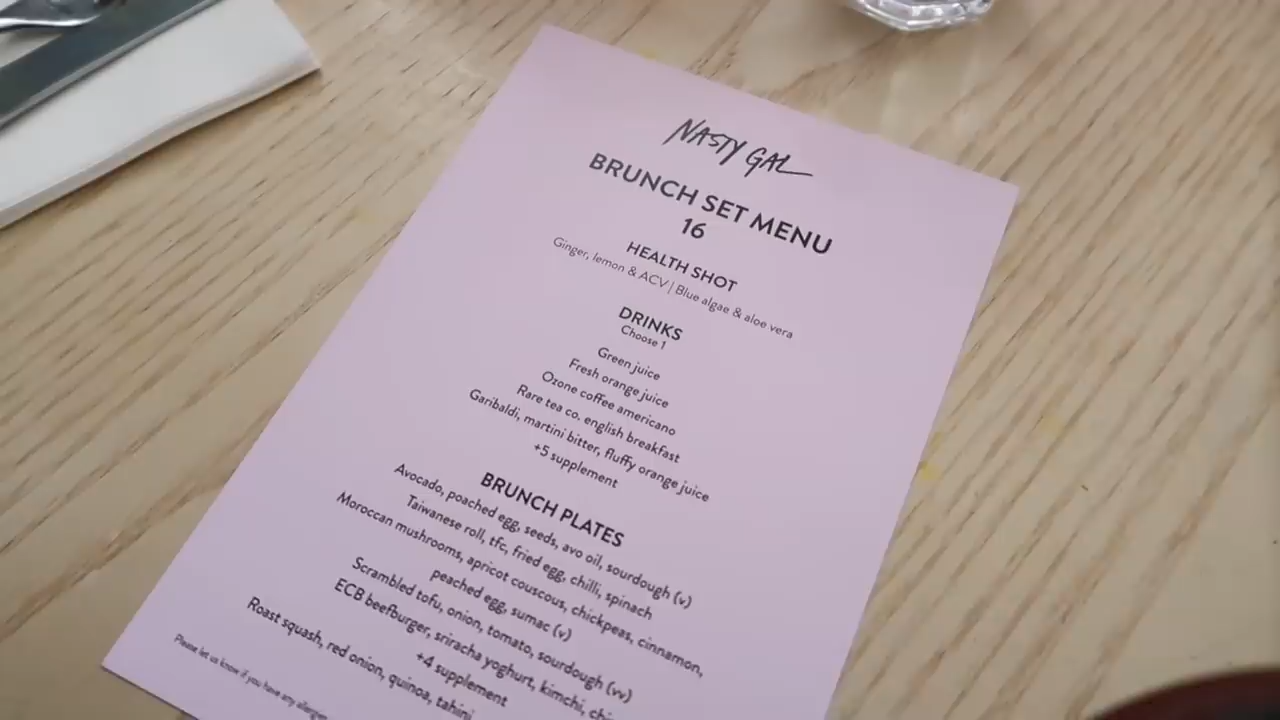 NASTY GAL
BRUNCH SET MENU
16
HEALTH SHOT
Ginger, lemon & ACV | Blue algae & aloe vera
DRINKS
Choose 1
Green juice
Fresh orange juice
Ozone coffee americano
Rare tea co. english breakfast
Garibaldi, martini bitter, fluffy orange juice
+5 supplement
BRUNCH PLATES
Avocado, poached egg, seeds, avo oil, sourdough (v)
Taiwanese roll, tfc, fried egg, chilli, spinach
Moroccan mushrooms, apricot couscous, chickpeas, cinnamon,
peached egg, sumac (v)
Scrambled tofu, onion, tomato, sourdough (vv)
ECB beefburger, sriracha yoghurt, kimchi,
+4 supplement
Roast squash, red onion, quinoa, tahini
Please let us know if you have any